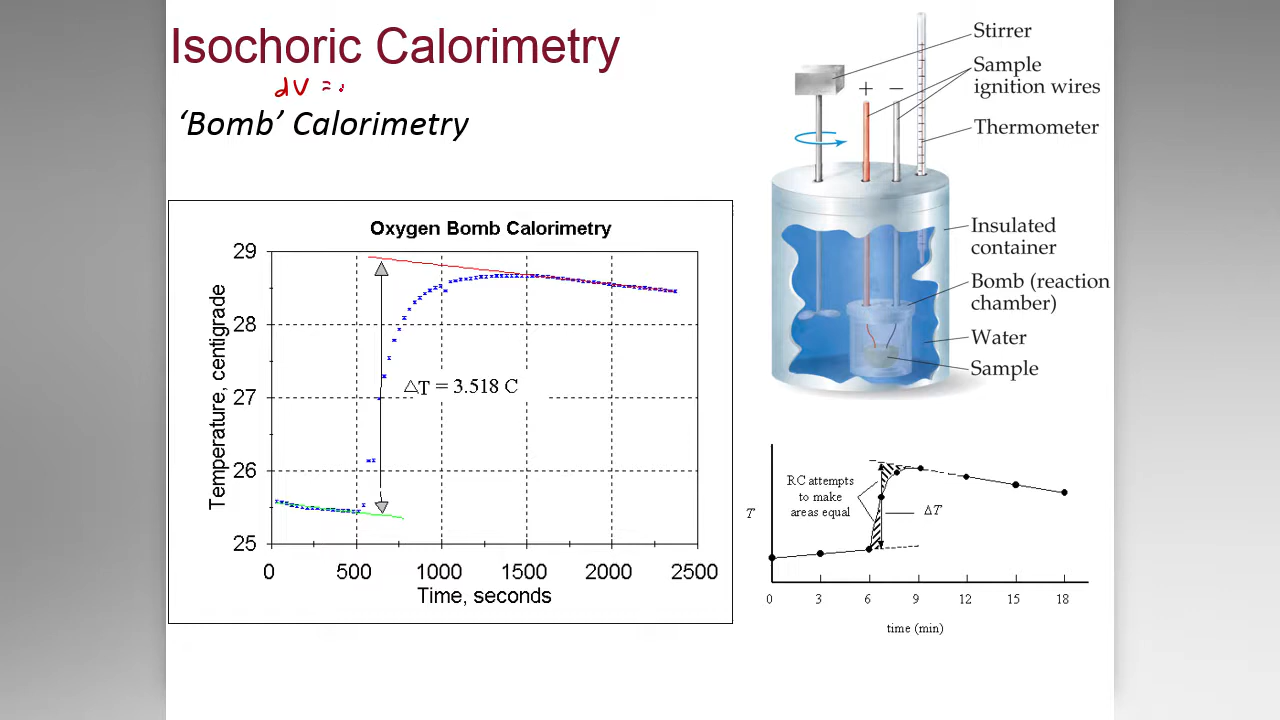 Isochoric Calorimetry
dV =
‘Bomb’ Calorimetry
Oxygen Bomb Calorimetry
Temperature, centigrade
29
28
27
26
25
△T = 3.518 C
0 500 1000 1500 2000 2500
Time, seconds
Stirrer
Sample
ignition wires
+ −
Thermometer
Insulated
container
Bomb (reaction
chamber)
Water
Sample
RC attempts
to make
areas equal
T
ΔT
0 3 6 9 12 15 18
time (min)